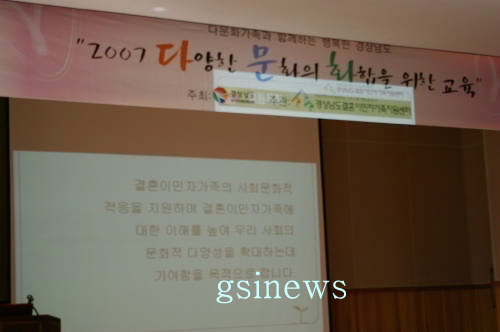 다문화가족과 함께하는 행복한 경상남도
"2007 다양한 문화의 화합을 위한 교육"
주최: 경상남도 주관: 경상남도결혼이민자가족지원센터
결혼이민자가족의 사회문화적
적응을 지원하며 결혼이민자가족에
대한 이해를 높여 우리 사회의
문화적 다양성을 확대하는데
기여함을 목적으로 합니다.
gsinews